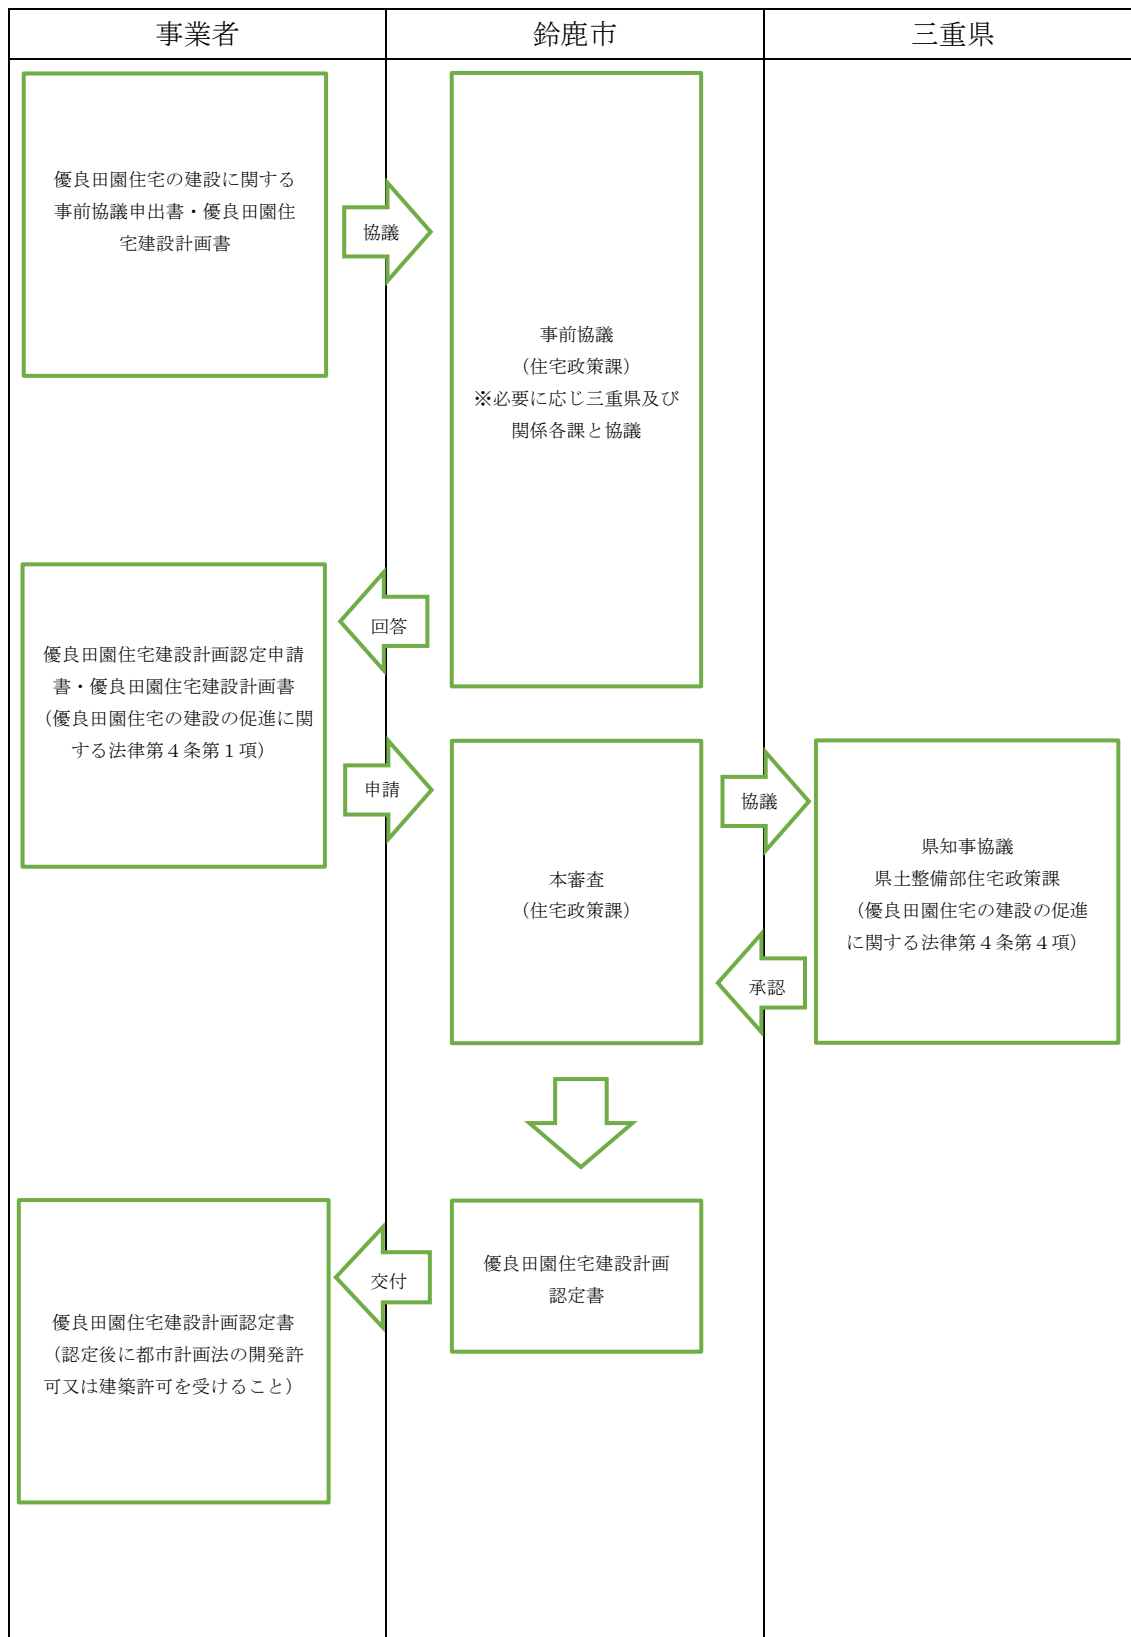 事業者
鈴鹿市
三重県
優良田園住宅の建設に関する
事前協議申出書・優良田園住
宅建設計画書
協議
事前協議
（住宅政策課）
※必要に応じ三重県及び
関係各課と協議
回答
優良田園住宅建設計画認定申請
書・優良田園住宅建設計画書
（優良田園住宅の建設の促進に関
する法律第４条第１項）
申請
本審査
（住宅政策課）
協議
県知事協議
県土整備部住宅政策課
（優良田園住宅の建設の促進
に関する法律第４条第４項）
承認
優良田園住宅建設計画
認定書
交付
優良田園住宅建設計画認定書
（認定後に都市計画法の開発許
可又は建築許可を受けること）